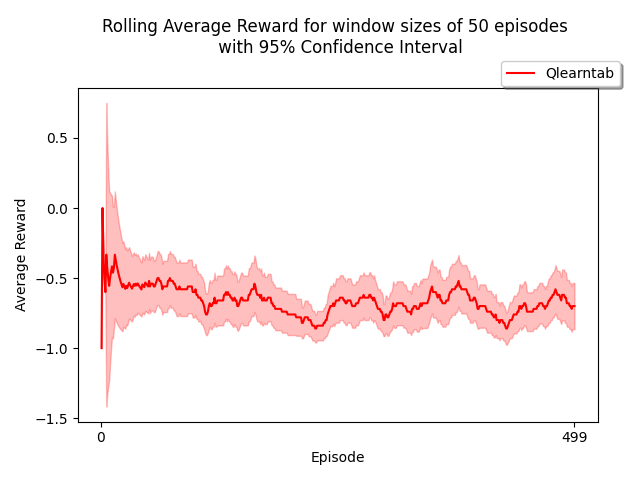 Rolling Average Reward for window sizes of 50 episodes
with 95% Confidence Interval
Qlearntab
0.5
0.0
−0.5
−1.0
−1.5
Average Reward
0
499
Episode